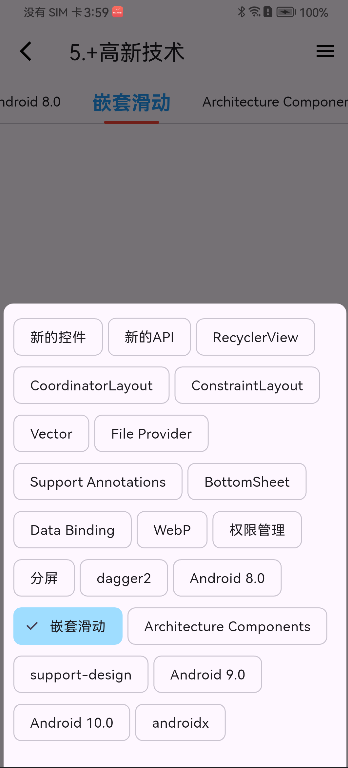 没有 SIM 卡 3:59 100%
5.+高新技术
ndroid 8.0 嵌套滑动 Architecture Componen
新的控件 新的API RecyclerView
CoordinatorLayout ConstraintLayout
Vector File Provider
Support Annotations BottomSheet
Data Binding WebP 权限管理
分屏 dagger2 Android 8.0
嵌套滑动 Architecture Components
support-design Android 9.0
Android 10.0 androidx